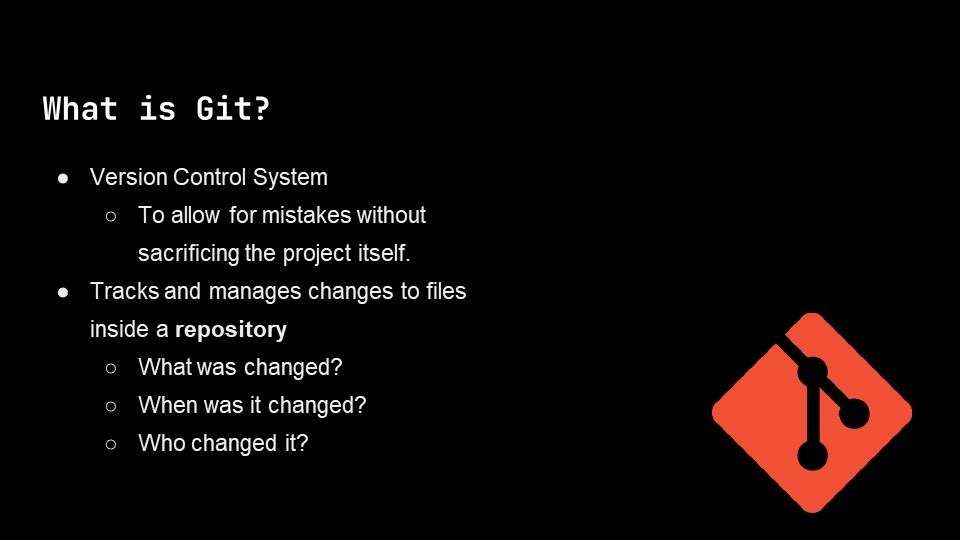 What is Git?
● Version Control System
○ To allow for mistakes without
sacrificing the project itself.
● Tracks and manages changes to files
inside a repository
○ What was changed?
○ When was it changed?
○ Who changed it?